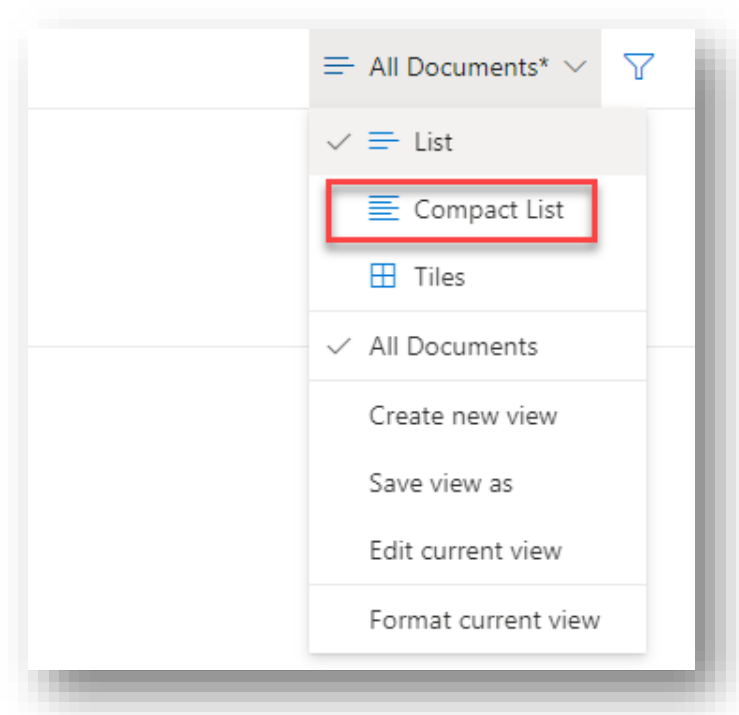 All Documents*
List
Compact List
Tiles
All Documents
Create new view
Save view as
Edit current view
Format current view